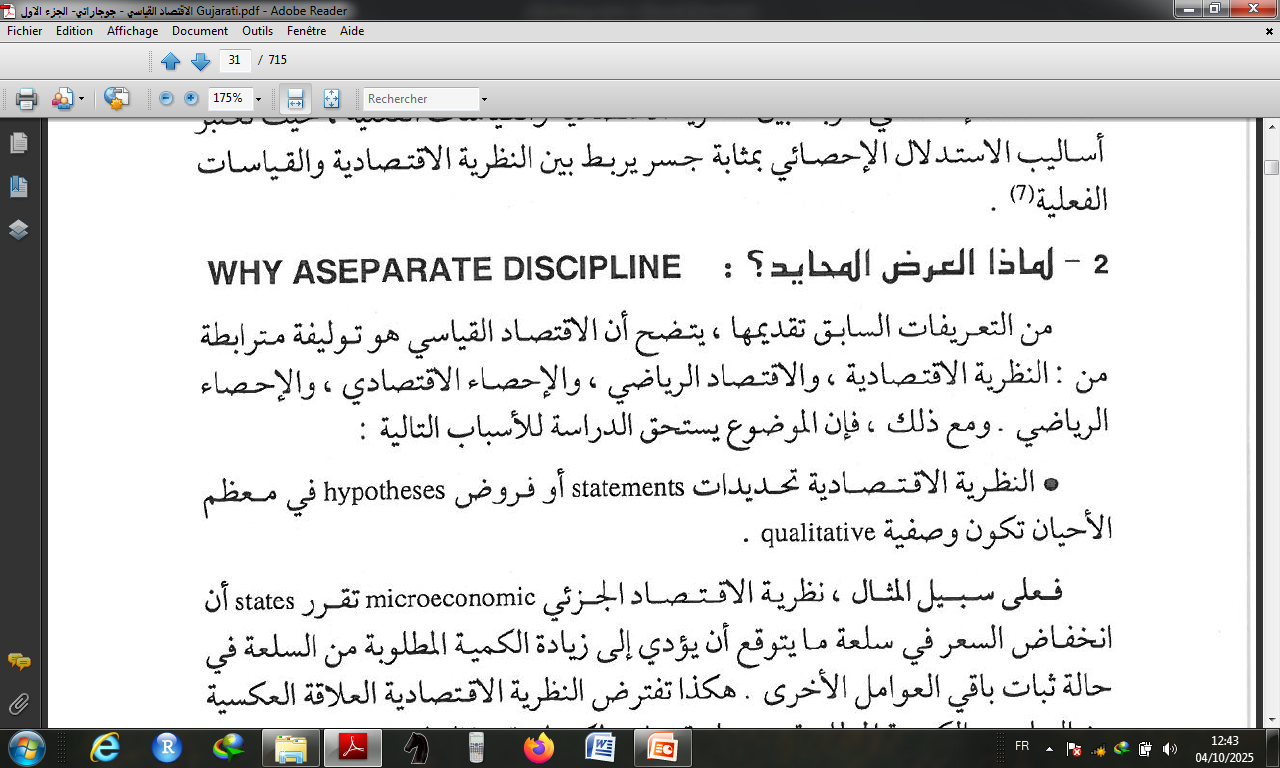 الاقتصاد القياسي - جوجاراتي- الجزء الاول Gujarati.pdf - Adobe Reader
Fichier Edition Affichage Document Outils Fenêtre Aide
31 / 715
175% Rechercher
أساليب الاستدلال الإحصائي بمثابة جسر يربط بين النظرية الاقتصادية والقياسات
الفعلية(7) .
2 - لماذا العرض المحايد؟ : WHY ASEPARATE DISCIPLINE
من التعريفات السابق تقديمها ، يتضح أن الاقتصاد القياسي هو توليفة مترابطة
من : النظرية الاقتصادية ، والاقتصاد الرياضي ، والإحصاء الاقتصادي ، والإحصاء
الرياضي . ومع ذلك ، فإن الموضوع يستحق الدراسة للأسباب التالية :
● النظرية الاقتصادية تحديدات statements أو فروض hypotheses في معظم
الأحيان تكون وصفية qualitative .
فعلى سبيل المثال ، نظرية الاقتصاد الجزئي microeconomic تقرر states أن
انخفاض السعر في سلعة ما يتوقع أن يؤدي إلى زيادة الكمية المطلوبة من السلعة في
حالة ثبات باقي العوامل الأخرى . هكذا تفترض النظرية الاقتصادية العلاقة العكسية
FR 12:43
04/10/2025